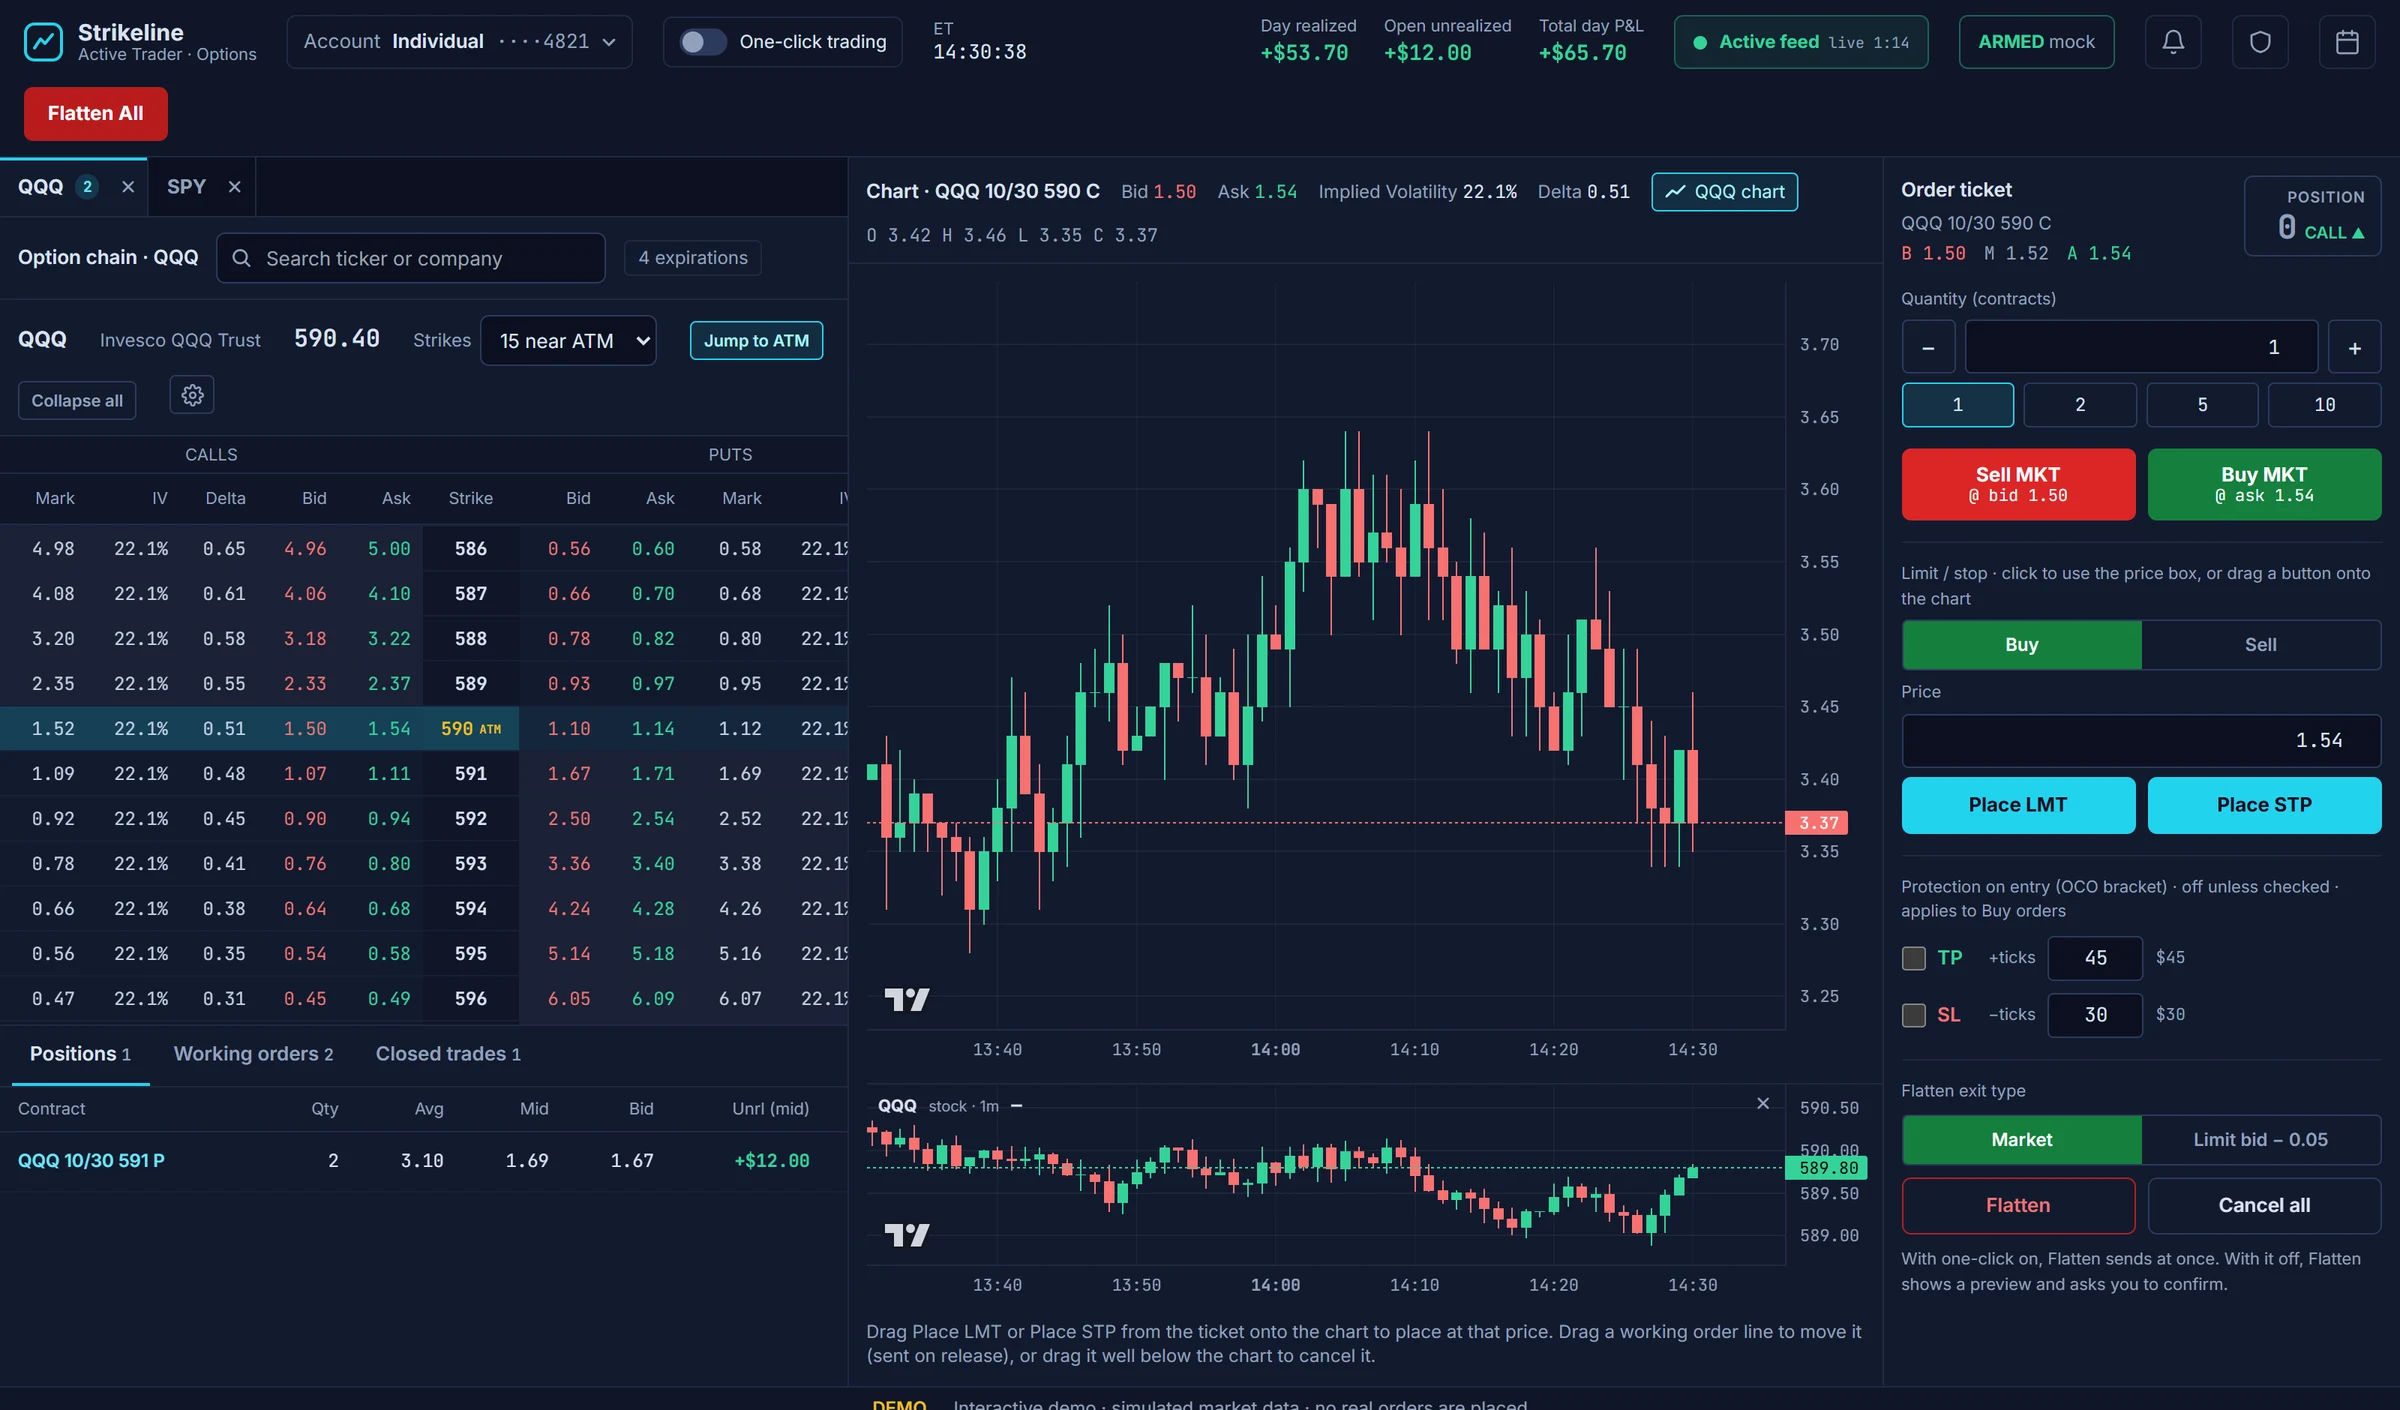 Strikeline
Active Trader · Options
Account Individual ····4821
One-click trading
ET
14:30:38
Day realized
+$53.70
Open unrealized
+$12.00
Total day P&L
+$65.70
Active feed live 1:14
ARMED mock
Flatten All
QQQ 2 ×
SPY ×
Option chain · QQQ
Search ticker or company
4 expirations
QQQ Invesco QQQ Trust 590.40 Strikes 15 near ATM Jump to ATM
Collapse all
CALLS PUTS
Mark IV Delta Bid Ask Strike Bid Ask Mark
4.98 22.1% 0.65 4.96 5.00 586 0.56 0.60 0.58 22.1%
4.08 22.1% 0.61 4.06 4.10 587 0.66 0.70 0.68 22.1%
3.20 22.1% 0.58 3.18 3.22 588 0.78 0.82 0.80 22.1%
2.35 22.1% 0.55 2.33 2.37 589 0.93 0.97 0.95 22.1%
1.52 22.1% 0.51 1.50 1.54 590 ATM 1.10 1.14 1.12 22.1%
1.09 22.1% 0.48 1.07 1.11 591 1.67 1.71 1.69 22.1%
0.92 22.1% 0.45 0.90 0.94 592 2.50 2.54 2.52 22.1%
0.78 22.1% 0.41 0.76 0.80 593 3.36 3.40 3.38 22.1%
0.66 22.1% 0.38 0.64 0.68 594 4.24 4.28 4.26 22.1%
0.56 22.1% 0.35 0.54 0.58 595 5.14 5.18 5.16 22.1%
0.47 22.1% 0.31 0.45 0.49 596 6.05 6.09 6.07 22.1%
Positions 1 Working orders 2 Closed trades 1
Contract Qty Avg Mid Bid Unrl (mid)
QQQ 10/30 591 P 2 3.10 1.69 1.67 +$12.00
Chart · QQQ 10/30 590 C Bid 1.50 Ask 1.54 Implied Volatility 22.1% Delta 0.51 QQQ chart
O 3.42 H 3.46 L 3.35 C 3.37
3.70
3.65
3.60
3.55
3.50
3.45
3.40
3.37
3.35
3.30
3.25
13:40 13:50 14:00 14:10 14:20 14:30
QQQ stock · 1m
590.50
590.00
589.80
589.50
589.00
13:40 13:50 14:00 14:10 14:20 14:30
Drag Place LMT or Place STP from the ticket onto the chart to place at that price. Drag a working order line to move it
(sent on release), or drag it well below the chart to cancel it.
Order ticket
QQQ 10/30 590 C
B 1.50 M 1.52 A 1.54
POSITION
0 CALL ▲
Quantity (contracts)
− 1 +
1 2 5 10
Sell MKT
@ bid 1.50
Buy MKT
@ ask 1.54
Limit / stop · click to use the price box, or drag a button onto
the chart
Buy Sell
Price
1.54
Place LMT Place STP
Protection on entry (OCO bracket) · off unless checked ·
applies to Buy orders
TP +ticks 45 $45
SL −ticks 30 $30
Flatten exit type
Market Limit bid − 0.05
Flatten Cancel all
With one-click on, Flatten sends at once. With it off, Flatten
shows a preview and asks you to confirm.
DEMO Interactive demo · simulated market data · no real orders are placed